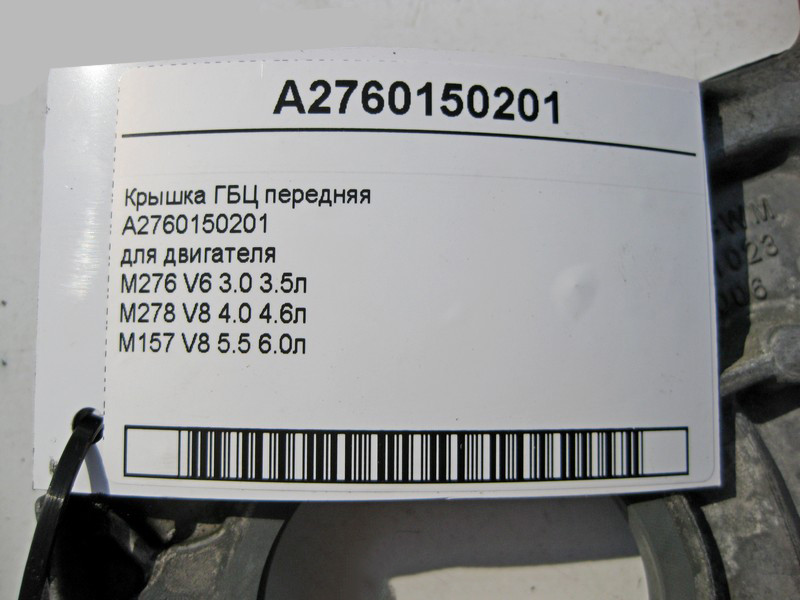 A2760150201
Крышка ГБЦ передняя
A2760150201
для двигателя
M276 V6 3.0 3.5л
M278 V8 4.0 4.6л
M157 V8 5.5 6.0л